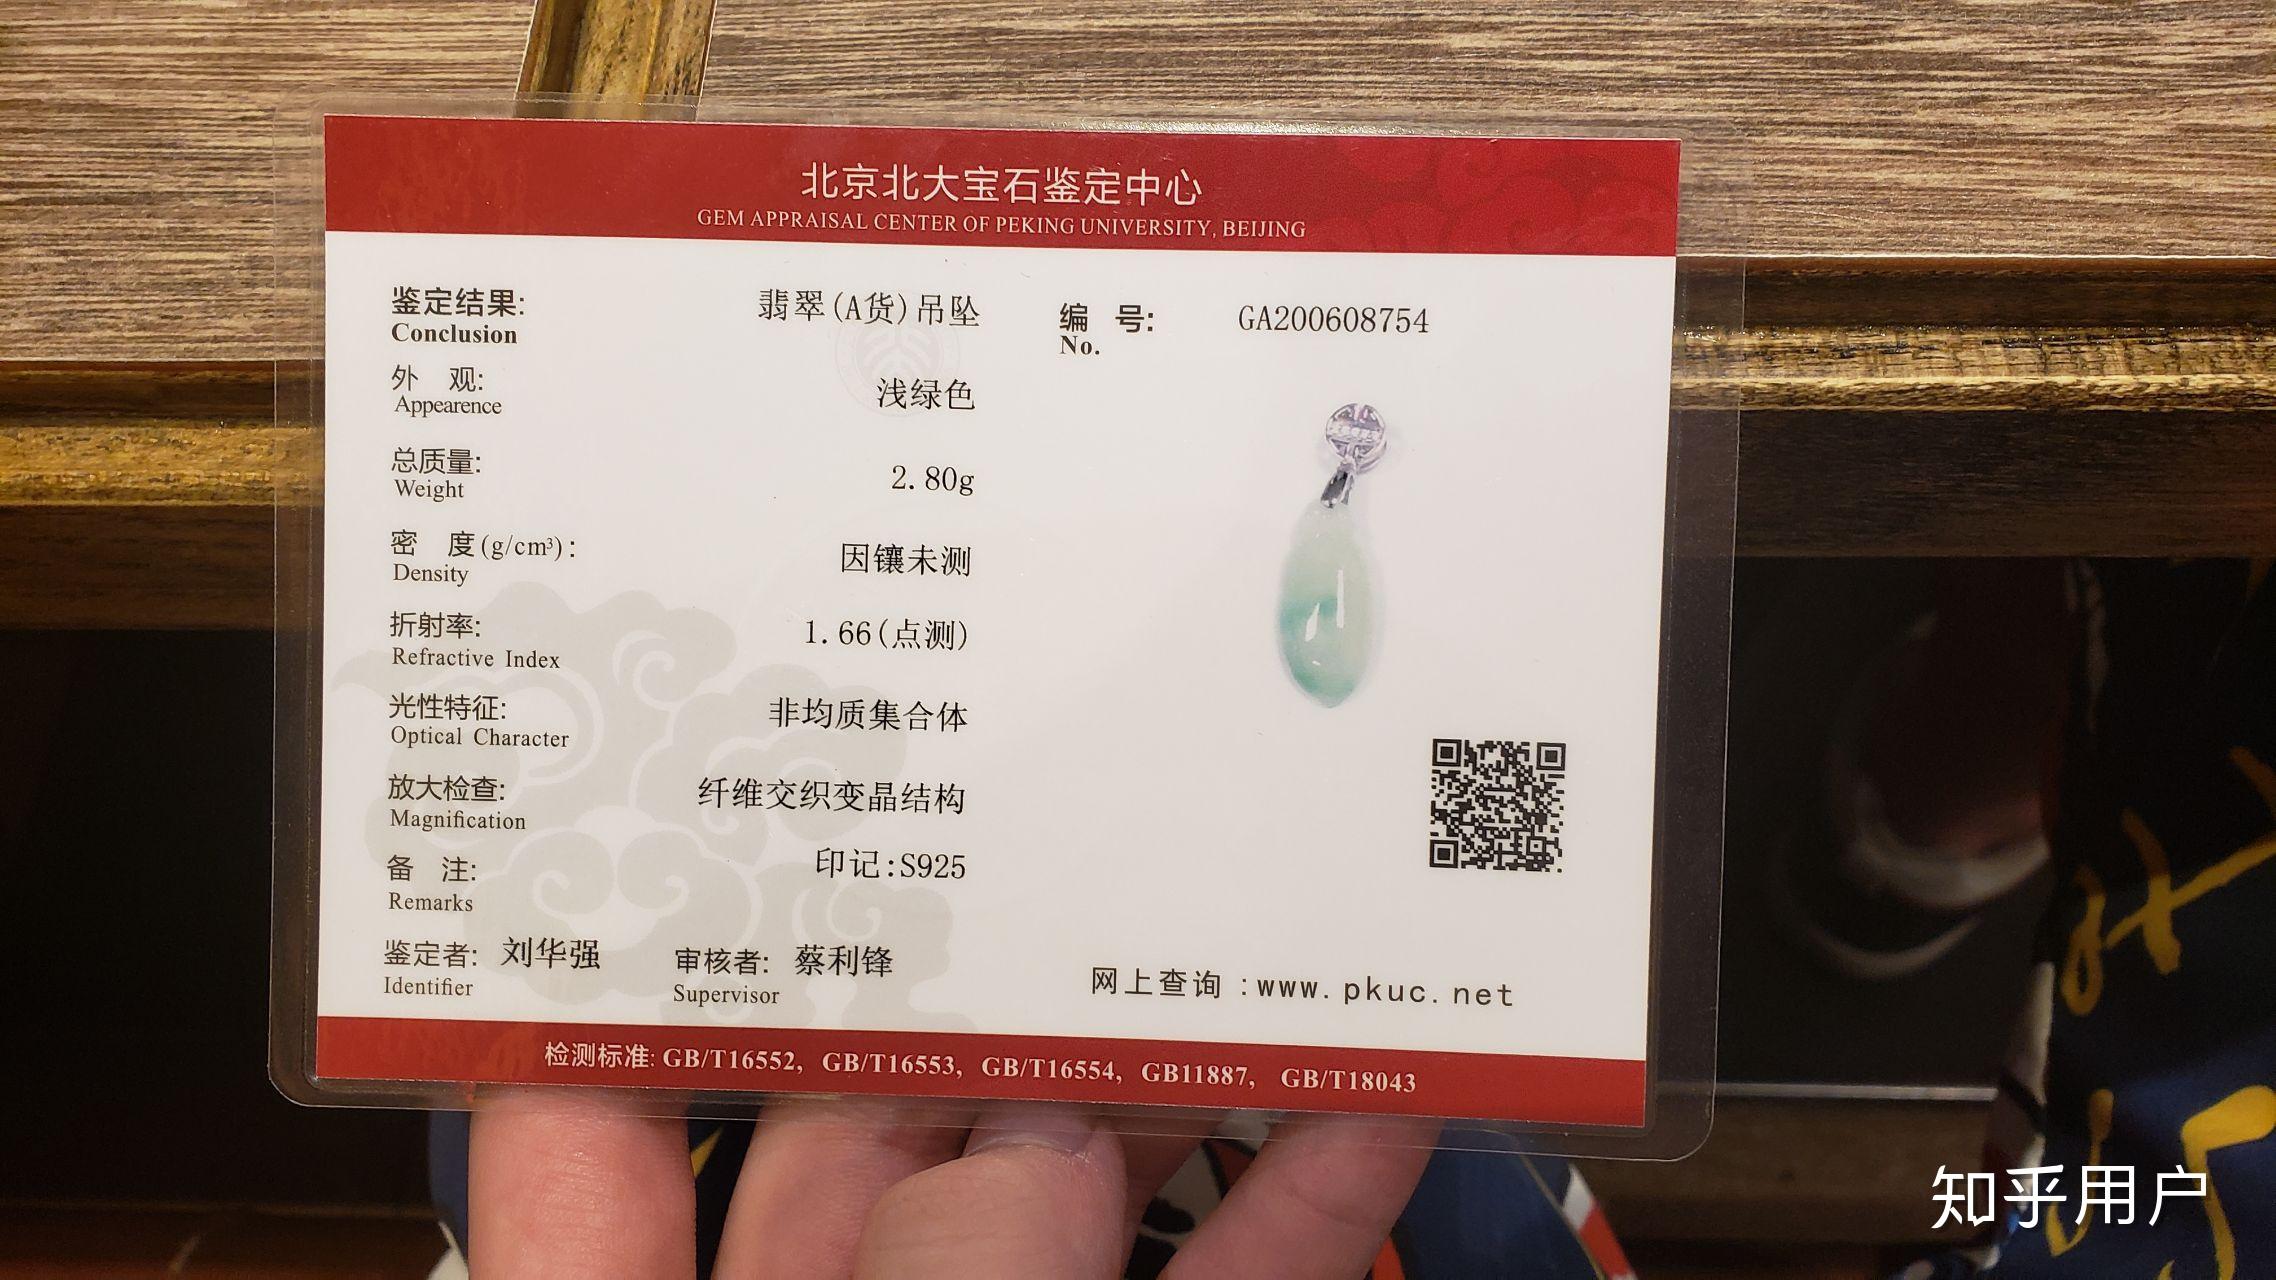 北京北大宝石鉴定中心
GEM APPRAISAL CENTER OF PEKING UNIVERSITY, BEIJING
鉴定结果: 翡翠(A货)吊坠
Conclusion
编 号: GA200608754
No.
外 观: 浅绿色
Appearence
总质量: 2.80g
Weight
密 度(g/cm³): 因镶未测
Density
折射率: 1.66(点测)
Refractive Index
光性特征: 非均质集合体
Optical Character
放大检查: 纤维交织变晶结构
Magnification
备 注: 印记:S925
Remarks
鉴定者: 刘华强 审核者: 蔡利锋
Identifier Supervisor
网上查询 :www.pkuc.net
检测标准: GB/T16552, GB/T16553, GB/T16554, GB11887, GB/T18043
知乎用户